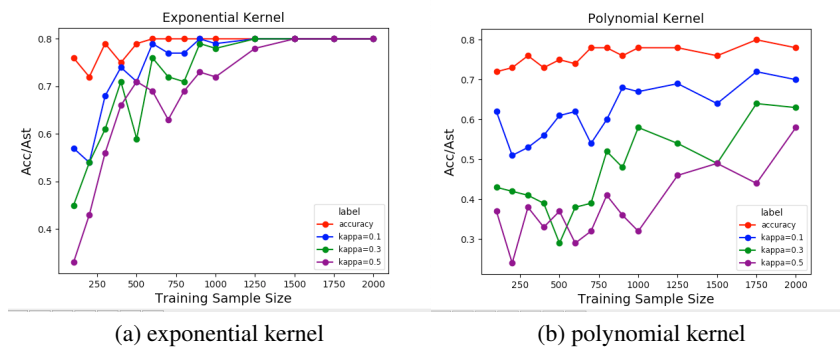 Exponential Kernel
0.8
0.7
0.6
0.5
0.4
Acc/Ast
label
accuracy
kappa=0.1
kappa=0.3
kappa=0.5
250 500 750 1000 1250 1500 1750 2000
Training Sample Size
(a) exponential kernel
Polynomial Kernel
0.8
0.7
0.6
0.5
0.4
0.3
Acc/Ast
label
accuracy
kappa=0.1
kappa=0.3
kappa=0.5
250 500 750 1000 1250 1500 1750 2000
Training Sample Size
(b) polynomial kernel